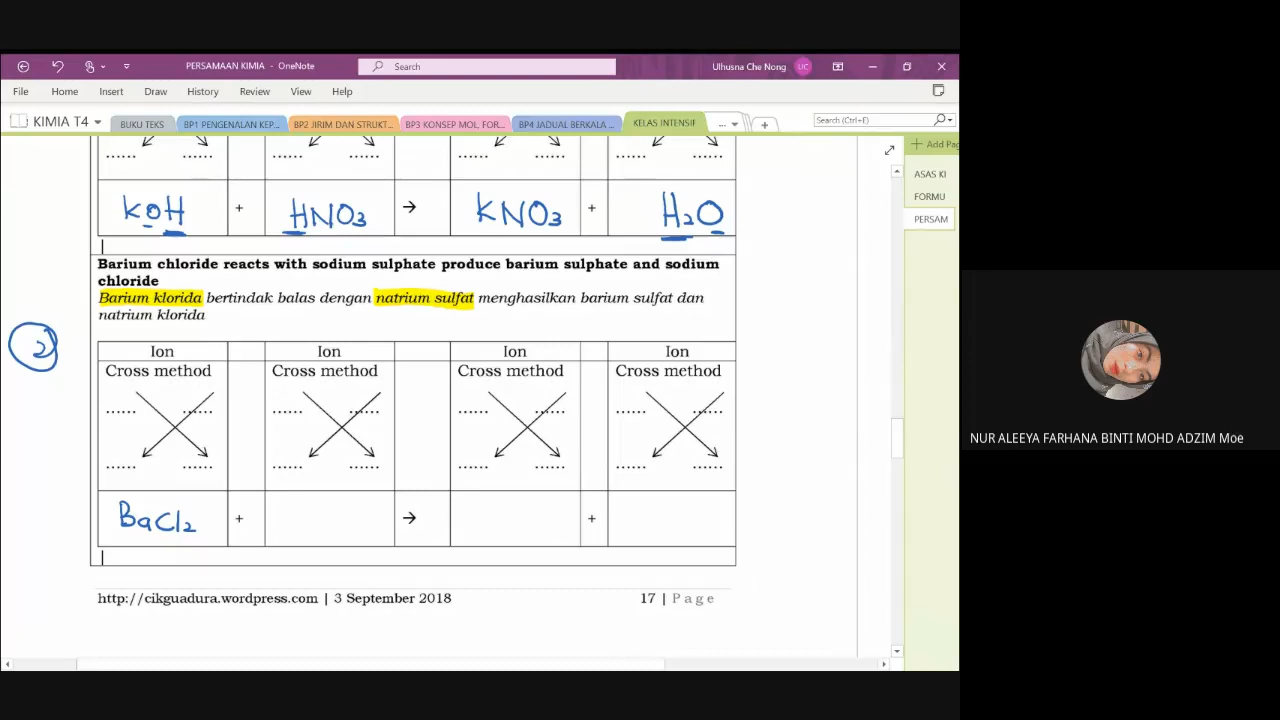 PERSAMAAN KIMIA - OneNote
Search
Ulhusna Che Nong
UC
File Home Insert Draw History Review View Help
KIMIA T4
BUKU TEKS
BP1 PENGENALAN KEP...
BP2 JIRIM DAN STRUKT...
BP3 KONSEP MOL, FOR...
BP4 JADUAL BERKALA ...
KELAS INTENSIF
...
+
Search (Ctrl+E)
+ Add Pag
ASAS KI
FORMU
PERSAM
...... ...... ...... ...... ...... ...... ...... ......
KOH + HNO3 → KNO3 + H2O
Barium chloride reacts with sodium sulphate produce barium sulphate and sodium
chloride
Barium klorida bertindak balas dengan natrium sulfat menghasilkan barium sulfat dan
natrium klorida
2
Ion Ion Ion Ion
Cross method Cross method Cross method Cross method
...... ...... ...... ...... ...... ...... ...... ......
...... ...... ...... ...... ...... ...... ...... ......
BaCl2 + → +
http://cikguadura.wordpress.com | 3 September 2018
17 | Page
NUR ALEEYA FARHANA BINTI MOHD ADZIM Moe